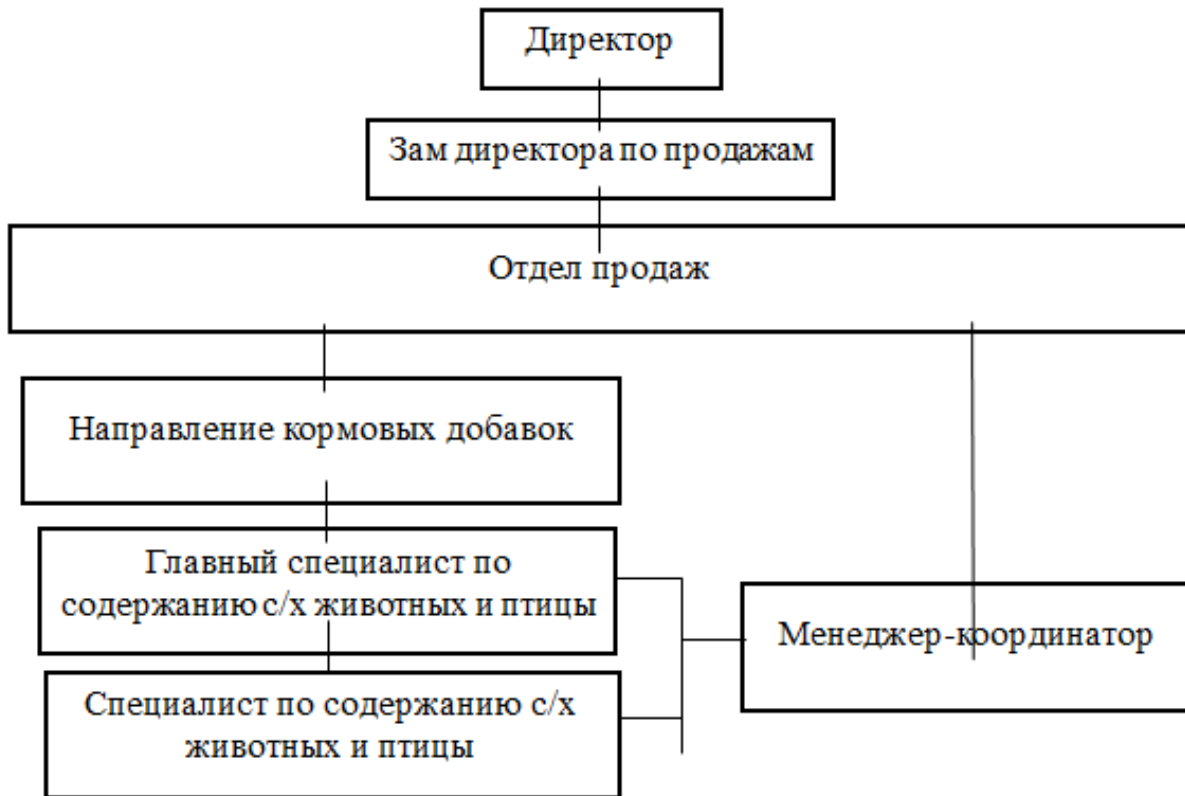 Директор
Зам директора по продажам
Отдел продаж
Направление кормовых добавок
Главный специалист по
содержанию с/х животных и птицы
Менеджер-координатор
Специалист по содержанию с/х
животных и птицы